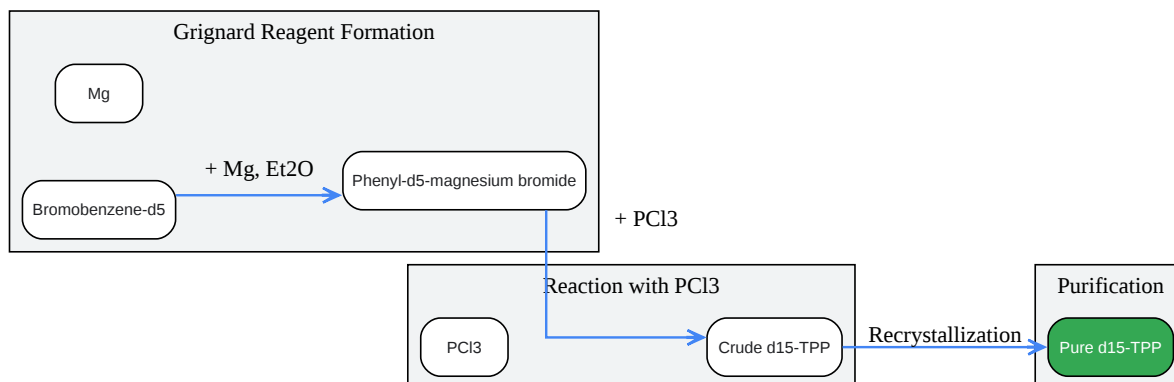 Grignard Reagent Formation
Mg
+ Mg, Et2O
Bromobenzene-d5
Phenyl-d5-magnesium bromide
+ PCl3
Reaction with PCl3
PCl3
Crude d15-TPP
Recrystallization
Purification
Pure d15-TPP